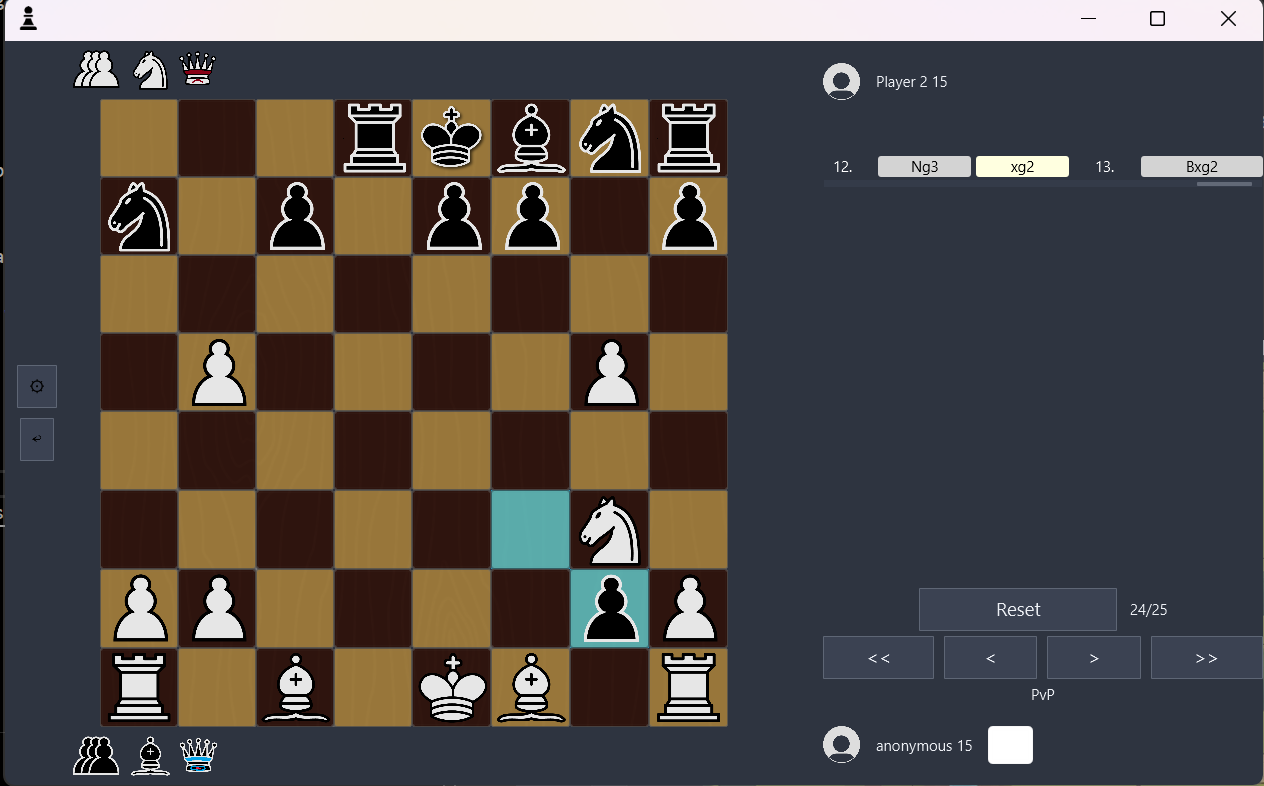 Player 2 15
12. Ng3 xg2 13. Bxg2
Reset 24/25
<< < > >>
PvP
anonymous 15